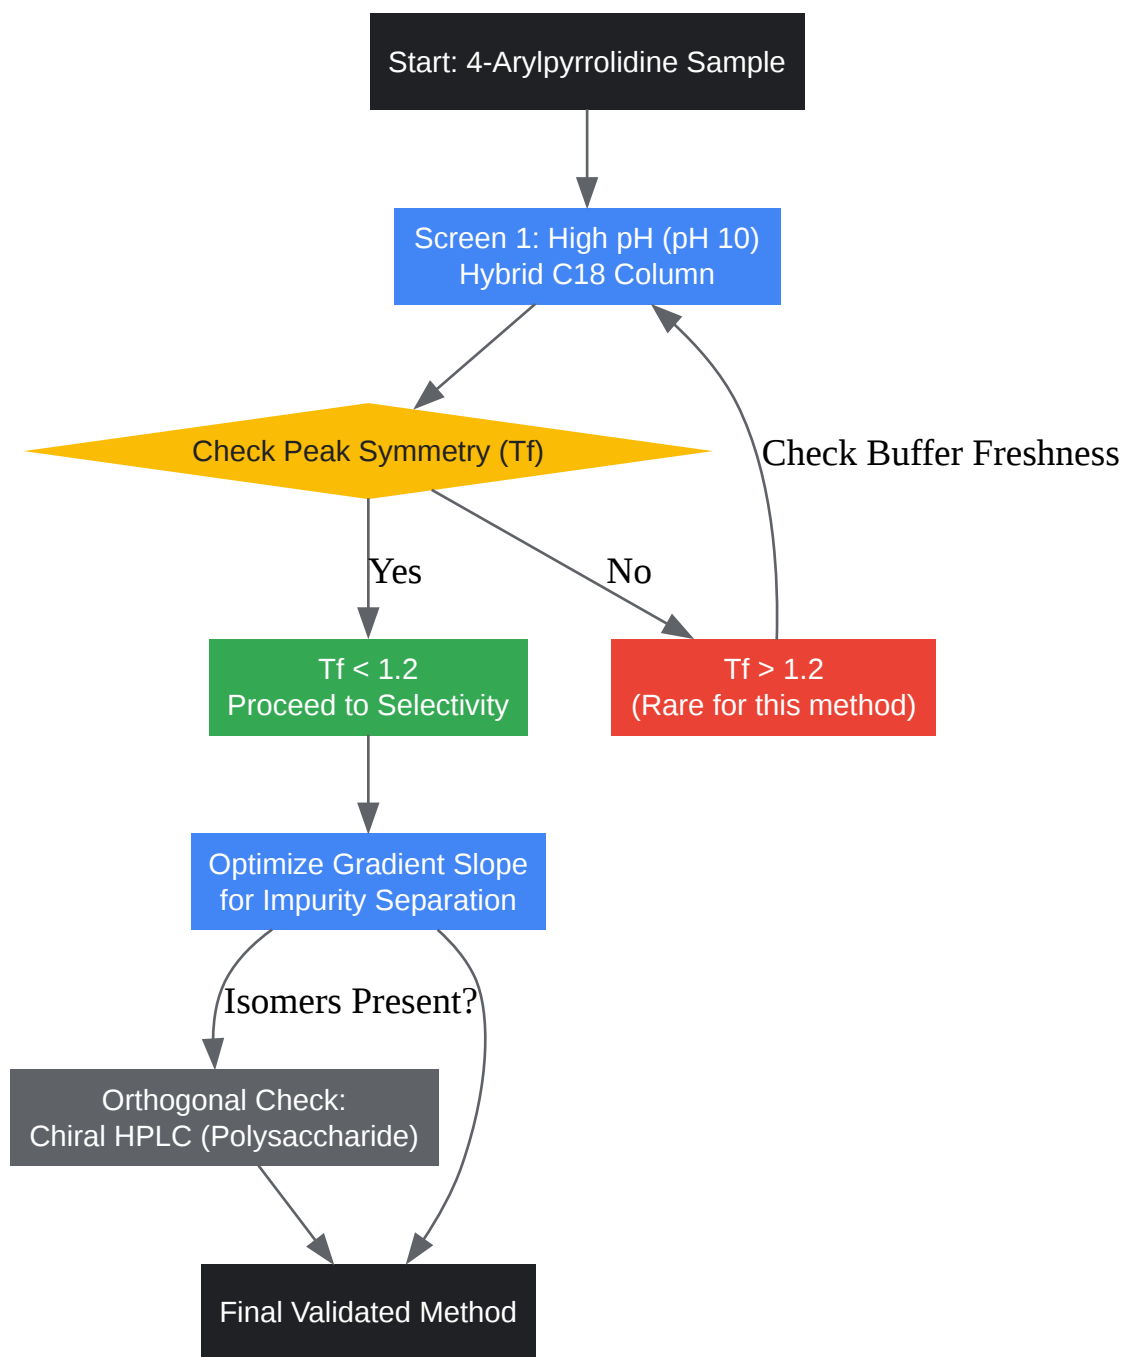 Start: 4-Arylpyrrolidine Sample
Screen 1: High pH (pH 10)
Hybrid C18 Column
Check Peak Symmetry (Tf)
Check Buffer Freshness
Yes
No
Tf < 1.2
Proceed to Selectivity
Tf > 1.2
(Rare for this method)
Optimize Gradient Slope
for Impurity Separation
Isomers Present?
Orthogonal Check:
Chiral HPLC (Polysaccharide)
Final Validated Method